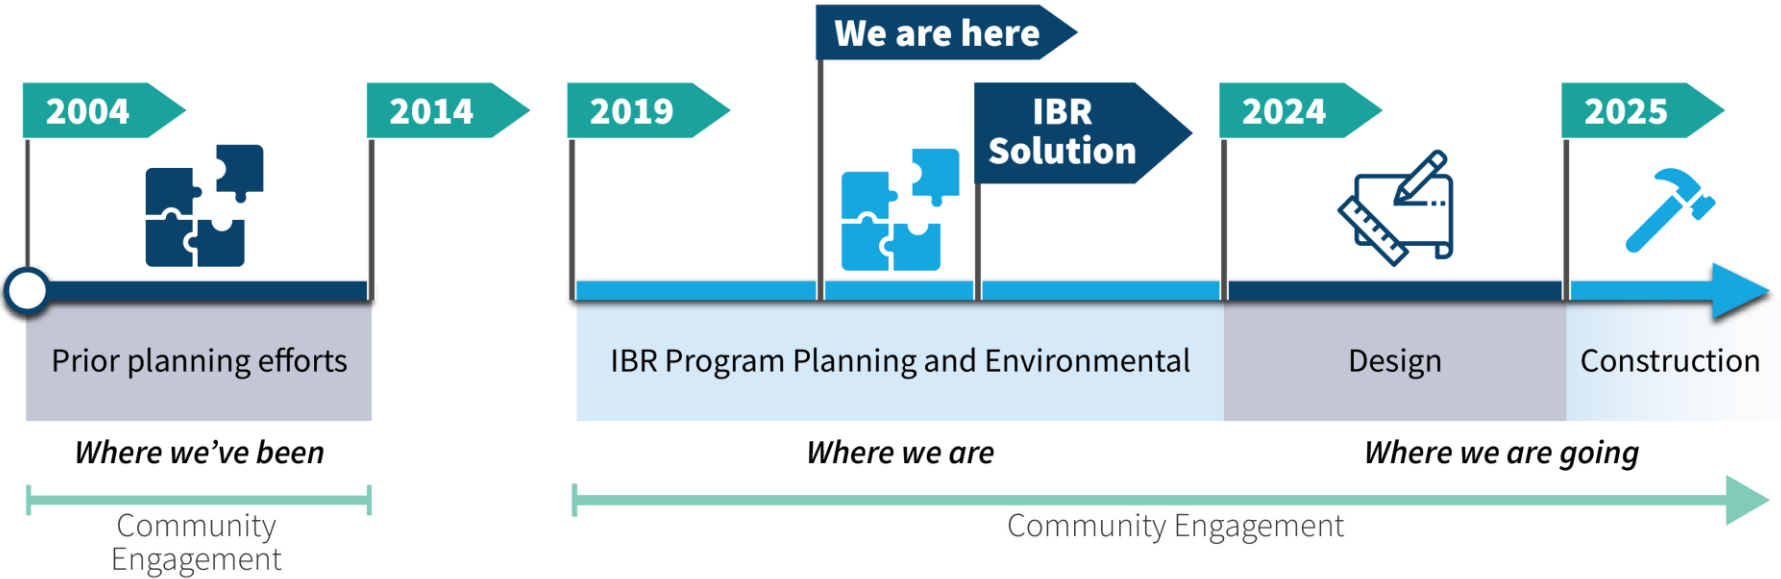 We are here
2004
2014
2019
IBR
Solution
2024
2025
Prior planning efforts
IBR Program Planning and Environmental
Design
Construction
Where we've been
Where we are
Where we are going
Community
Engagement
Community Engagement